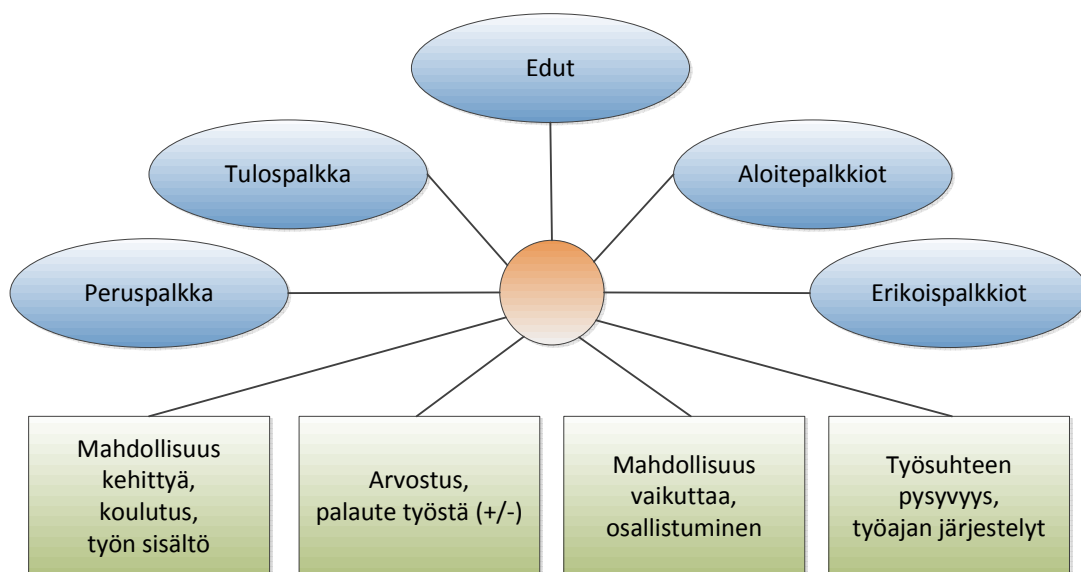 Edut
Tulospalkka
Aloitepalkkiot
Peruspalkka
Erikoispalkkiot
Mahdollisuus
kehittyä,
koulutus,
työn sisältö
Arvostus,
palaute työstä (+/-)
Mahdollisuus
vaikuttaa,
osallistuminen
Työsuhteen
pysyvyys,
työajan järjestelyt